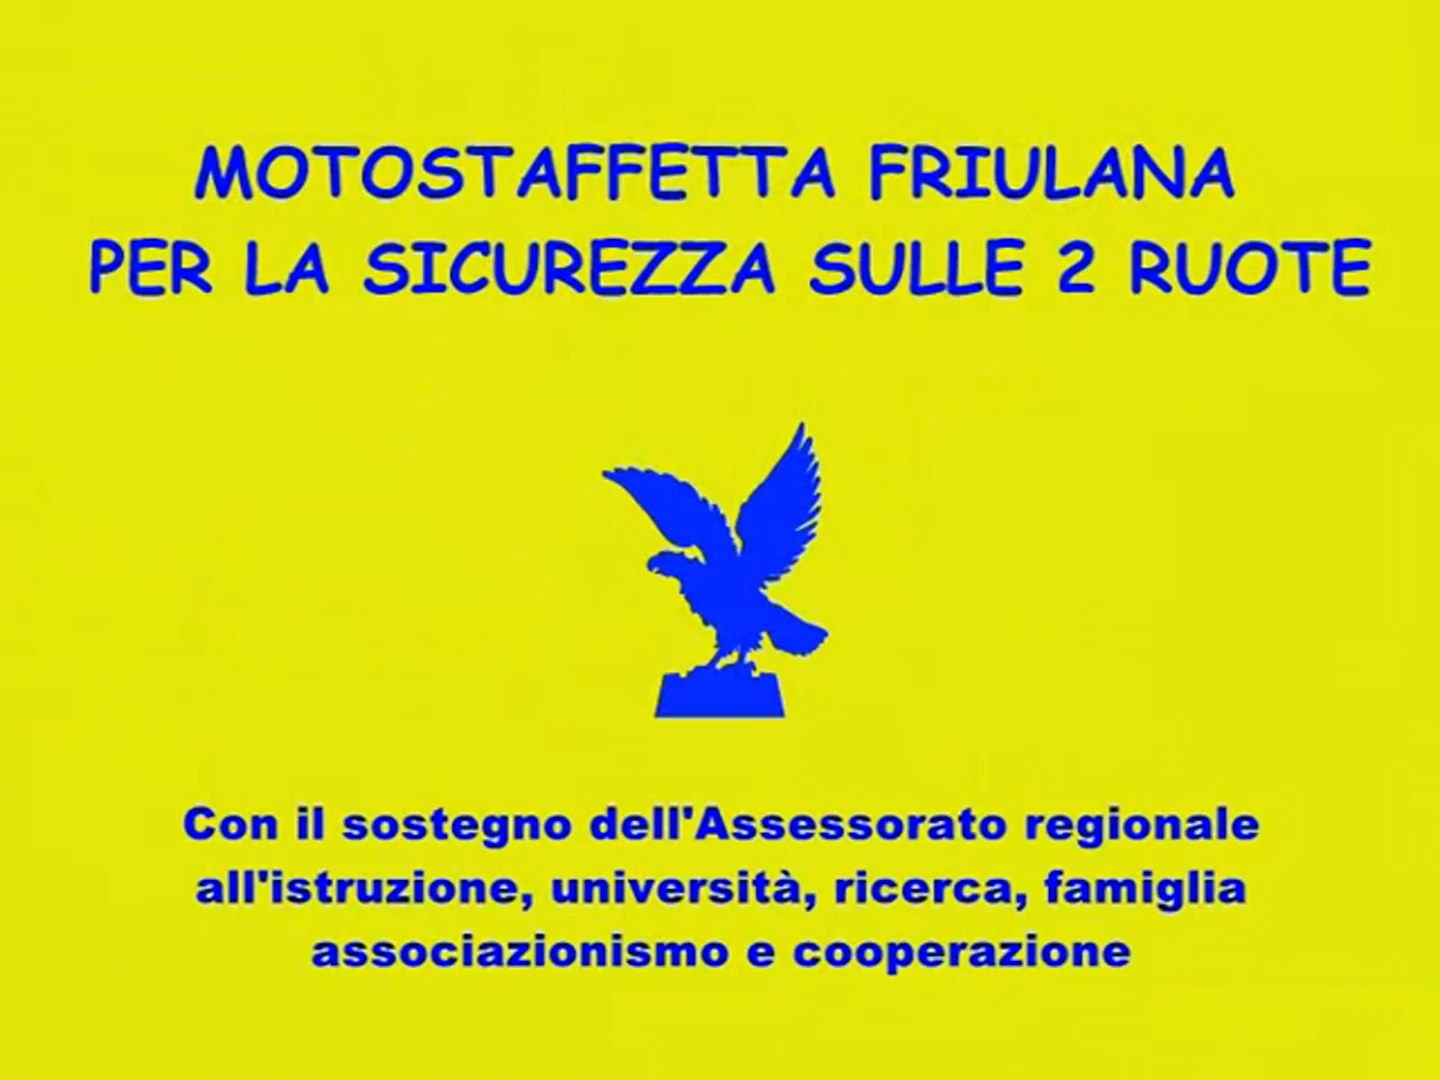 MOTOSTAFFETTA FRIULANA
PER LA SICUREZZA SULLE 2 RUOTE
Con il sostegno dell'Assessorato regionale
all'istruzione, università, ricerca, famiglia
associazionismo e cooperazione